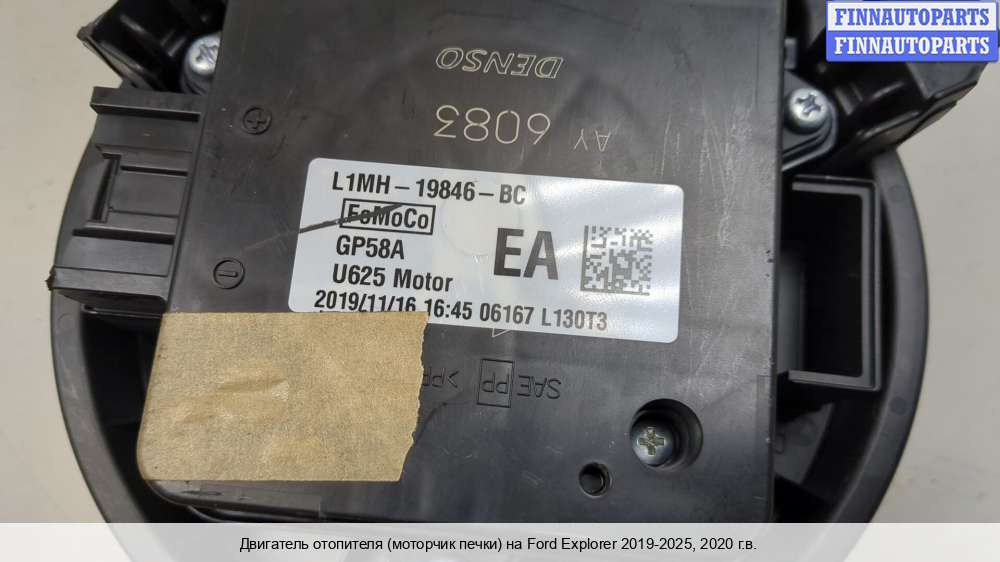 FINNAUTOPARTS
FINNAUTOPARTS
DENSO
AY 6083
L1MH-19846-BC
FoMoCo
GP58A
EA
U625 Motor
2019/11/16 16:45 06167 L130T3
SAE PP
Двигатель отопителя (моторчик печки) на Ford Explorer 2019-2025, 2020 г.в.